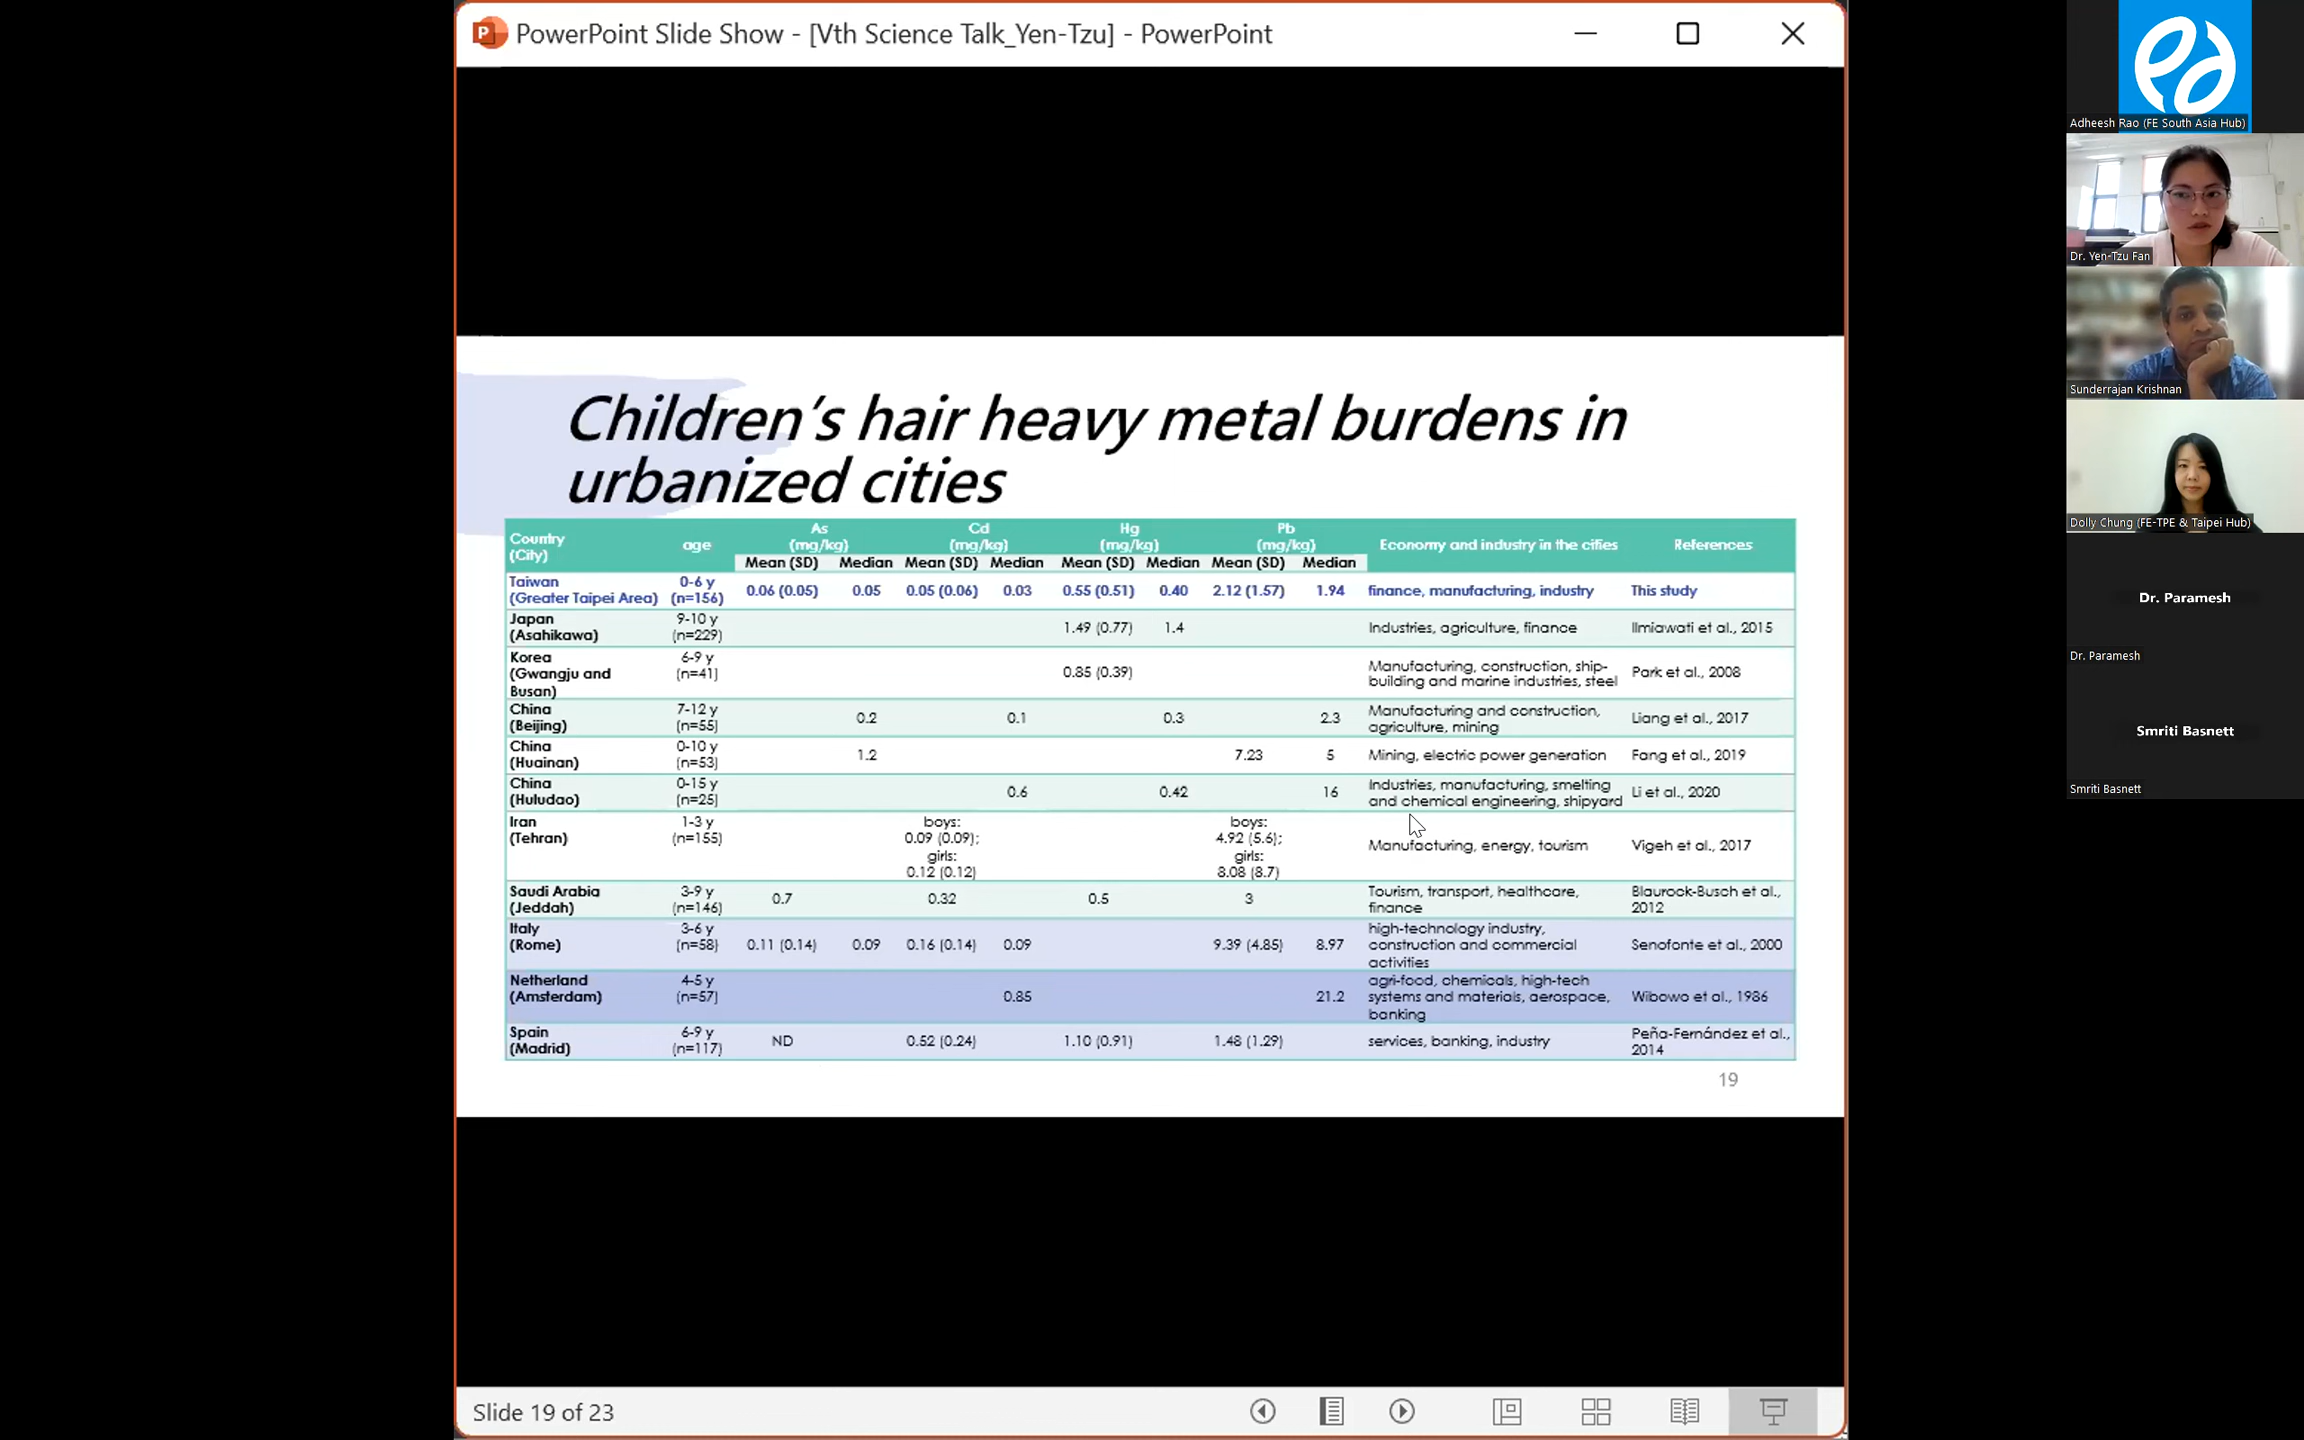 PowerPoint Slide Show - [Vth Science Talk_Yen-Tzu] - PowerPoint
Children's hair heavy metal burdens in
urbanized cities
Country (City) age As (mg/kg) Cd (mg/kg) Hg (mg/kg) Pb (mg/kg) Economy and industry in the cities References
Mean (SD) Median Mean (SD) Median Mean (SD) Median Mean (SD) Median
Taiwan (Greater Taipei Area) 0-6 y (n=156) 0.06 (0.05) 0.05 0.05 (0.06) 0.03 0.55 (0.51) 0.40 2.12 (1.57) 1.94 finance, manufacturing, industry This study
Japan (Asahikawa) 9-10 y (n=229) 1.49 (0.77) 1.4 Industries, agriculture, finance Ilmiawati et al., 2015
Korea (Gwangju and Busan) 6-9 y (n=41) 0.85 (0.39) Manufacturing, construction, ship-building and marine industries, steel Park et al., 2008
China (Beijing) 7-12 y (n=55) 0.2 0.1 0.3 2.3 Manufacturing and construction, agriculture, mining Liang et al., 2017
China (Huainan) 0-10 y (n=53) 1.2 7.23 5 Mining, electric power generation Fang et al., 2019
China (Huludao) 0-15 y (n=25) 0.6 0.42 16 Industries, manufacturing, smelting and chemical engineering, shipyard Li et al., 2020
Iran (Tehran) 1-3 y (n=155) boys: 0.09 (0.09); girls: 0.12 (0.12) boys: 4.92 (5.6); girls: 8.08 (8.7) Manufacturing, energy, tourism Vigeh et al., 2017
Saudi Arabia (Jeddah) 3-9 y (n=146) 0.7 0.32 0.5 3 Tourism, transport, healthcare, finance Blaurock-Busch et al., 2012
Italy (Rome) 3-6 y (n=58) 0.11 (0.14) 0.09 0.16 (0.14) 0.09 9.39 (4.85) 8.97 high-technology industry, construction and commercial activities Senofonte et al., 2000
Netherland (Amsterdam) 4-5 y (n=57) 0.85 21.2 agri-food, chemicals, high-tech systems and materials, aerospace, banking Wibowo et al., 1986
Spain (Madrid) 6-9 y (n=117) ND 0.52 (0.24) 1.10 (0.91) 1.48 (1.29) services, banking, industry Peña-Fernández et al., 2014
19
Slide 19 of 23
Adheesh Rao (FE South Asia Hub)
Dr. Yen-Tzu Fan
Sunderrajan Krishnan
Dolly Chung (FE-TPE & Taipei Hub)
Dr. Paramesh
Dr. Paramesh
Smriti Basnett
Smriti Basnett